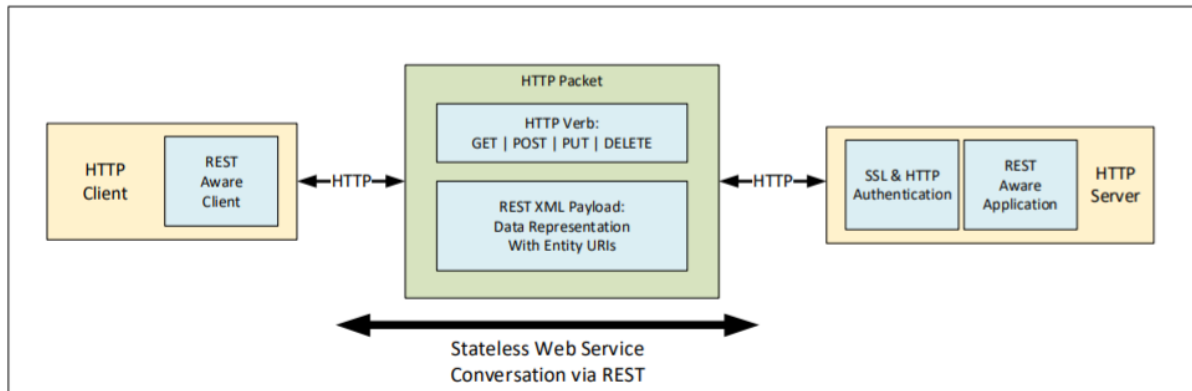 HTTP Packet
HTTP Verb:
GET | POST | PUT | DELETE
HTTP
Client
REST
Aware
Client
HTTP
REST XML Payload:
Data Representation
With Entity URIs
HTTP
SSL & HTTP
Authentication
REST
Aware
Application
HTTP
Server
Stateless Web Service
Conversation via REST